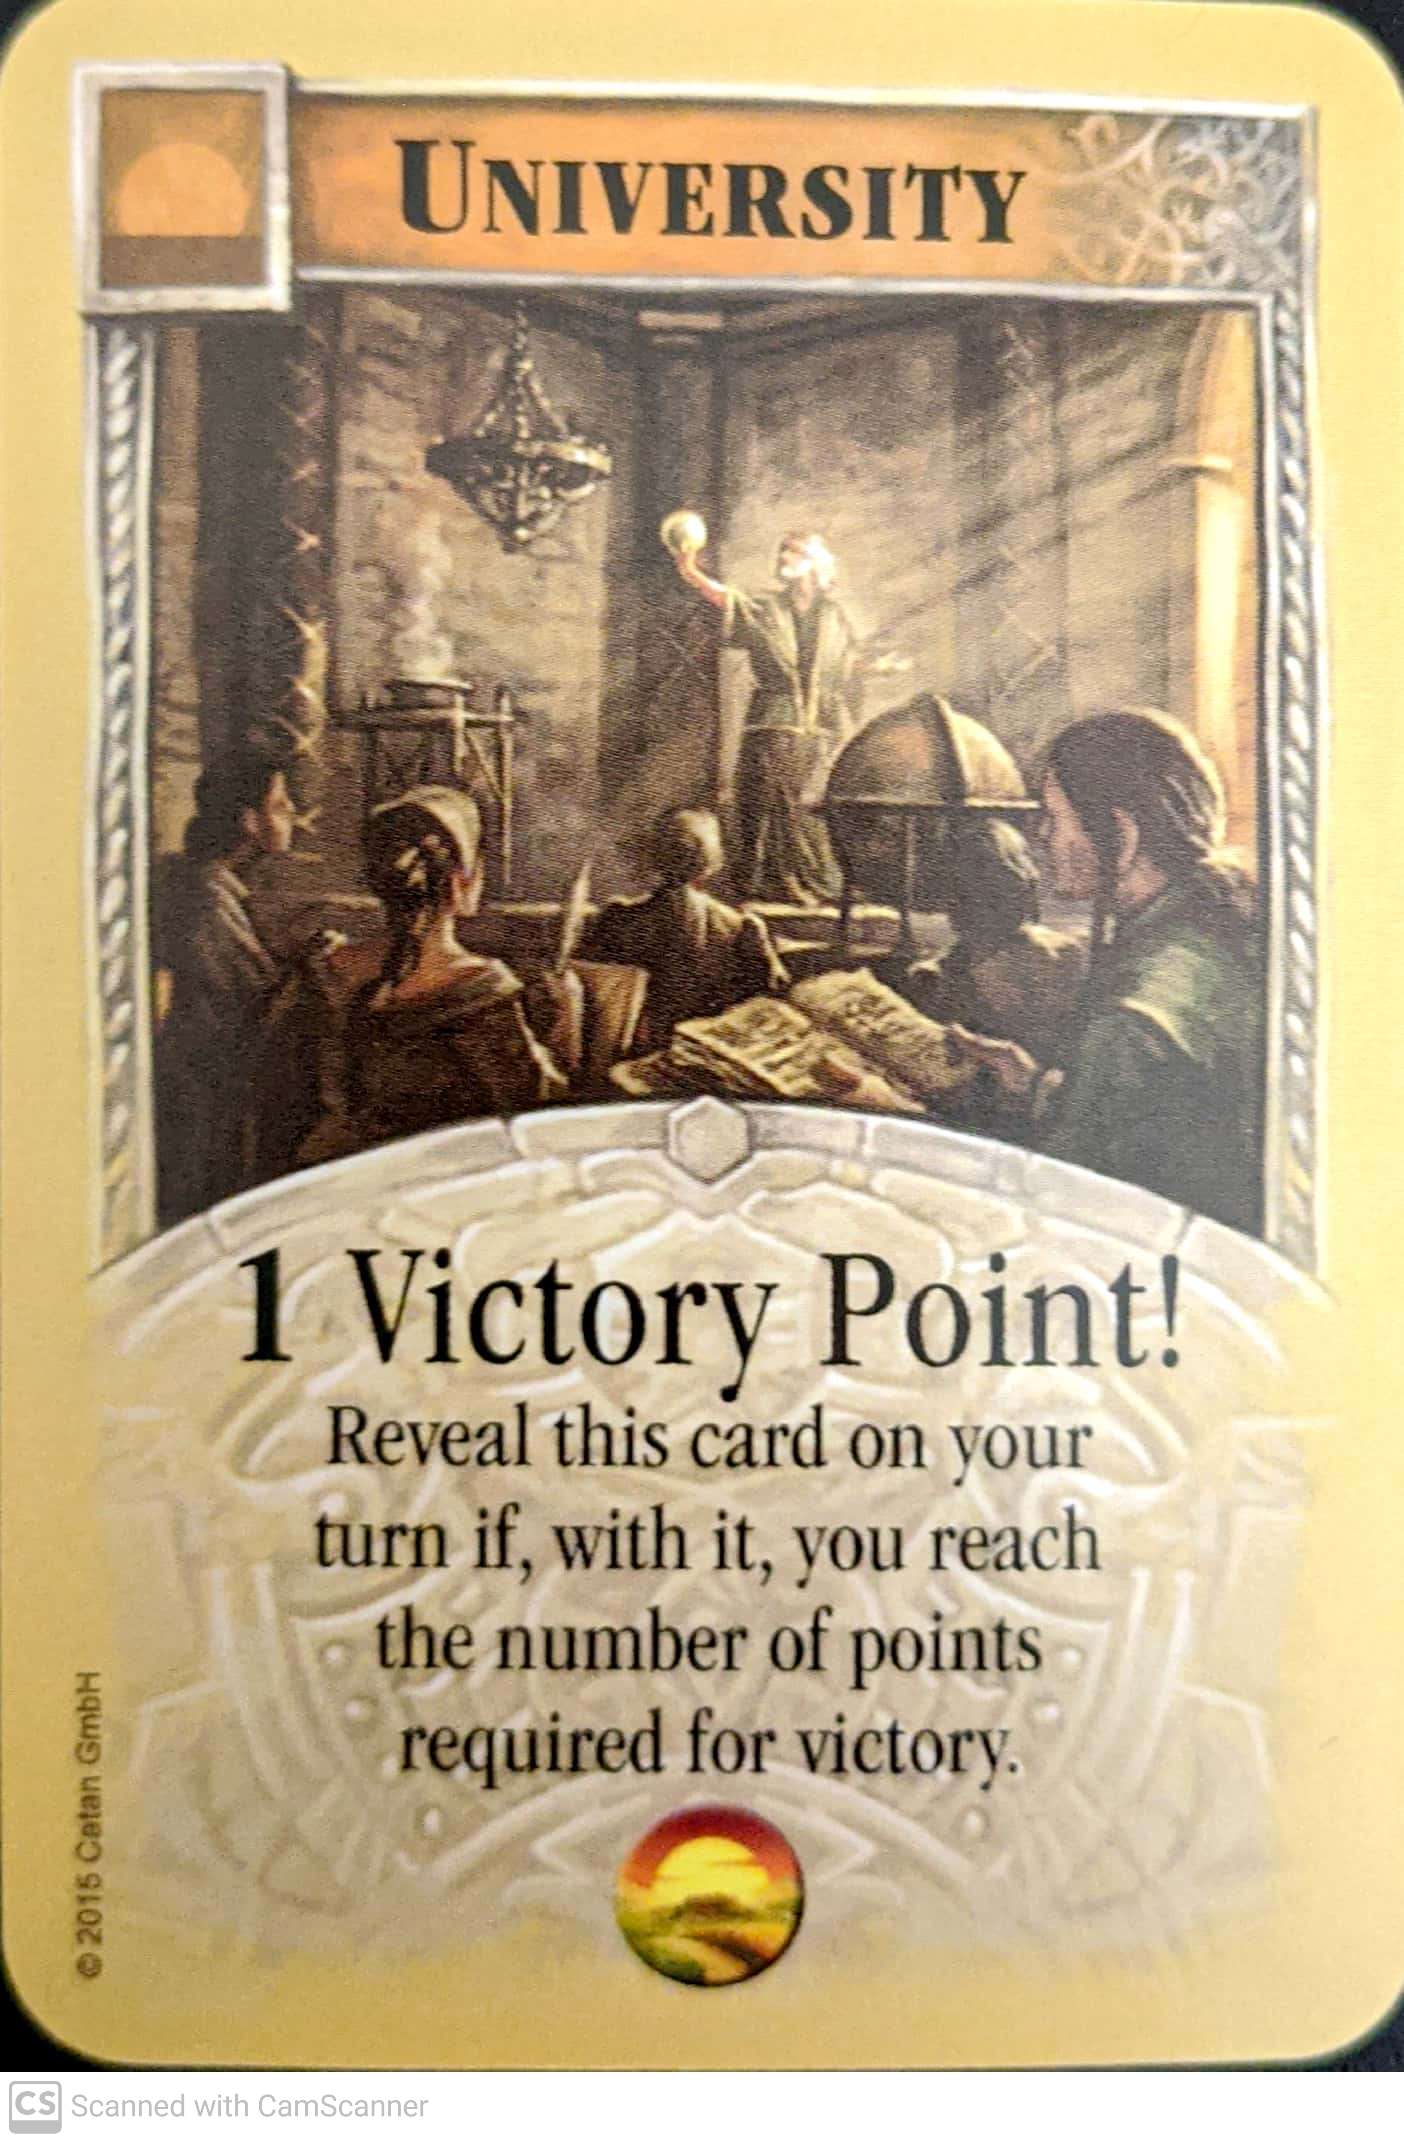 UNIVERSITY
1 Victory Point!
Reveal this card on your
turn if, with it, you reach
the number of points
required for victory.
© 2015 Catan GmbH
CS Scanned with CamScanner